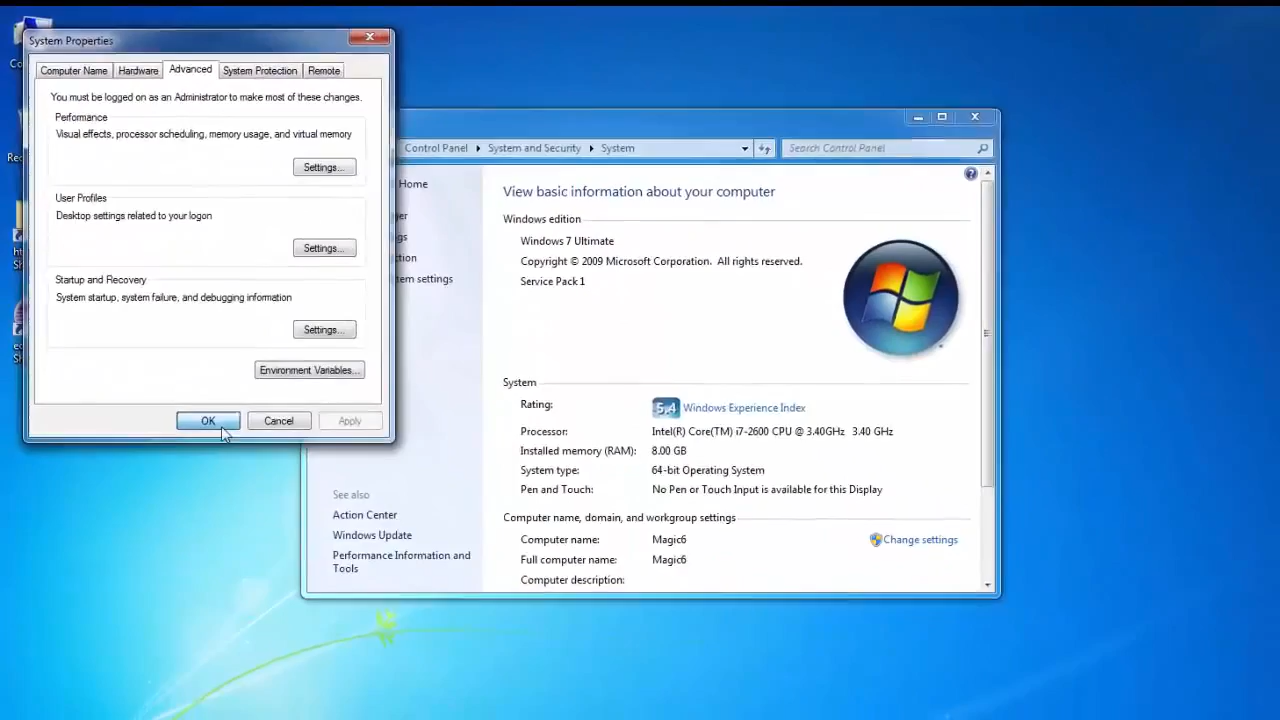 System Properties
Computer Name
Hardware
Advanced
System Protection
Remote
You must be logged on as an Administrator to make most of these changes.
Performance
Visual effects, processor scheduling, memory usage, and virtual memory
Settings...
User Profiles
Desktop settings related to your logon
Settings...
Startup and Recovery
System startup, system failure, and debugging information
Settings...
Environment Variables...
OK
Cancel
Apply
Control Panel
System and Security
System
Search Control Panel
Home
tem settings
See also
Action Center
Windows Update
Performance Information and
Tools
View basic information about your computer
Windows edition
Windows 7 Ultimate
Copyright © 2009 Microsoft Corporation. All rights reserved.
Service Pack 1
System
Rating: 5.4 Windows Experience Index
Processor: Intel(R) Core(TM) i7-2600 CPU @ 3.40GHz 3.40 GHz
Installed memory (RAM): 8.00 GB
System type: 64-bit Operating System
Pen and Touch: No Pen or Touch Input is available for this Display
Computer name, domain, and workgroup settings
Computer name: Magic6
Change settings
Full computer name: Magic6
Computer description: